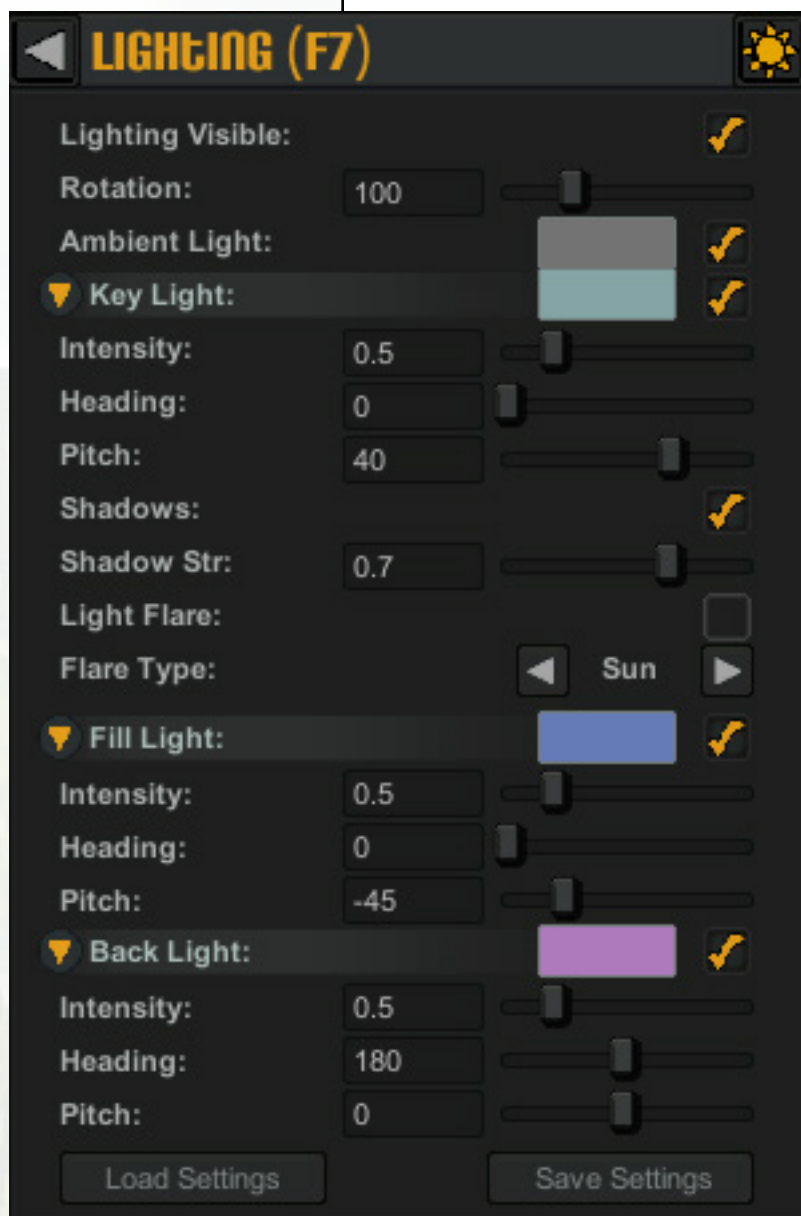 LIGHTING (F7)
Lighting Visible:
Rotation: 100
Ambient Light:
Key Light:
Intensity: 0.5
Heading: 0
Pitch: 40
Shadows:
Shadow Str: 0.7
Light Flare:
Flare Type: Sun
Fill Light:
Intensity: 0.5
Heading: 0
Pitch: -45
Back Light:
Intensity: 0.5
Heading: 180
Pitch: 0
Load Settings Save Settings